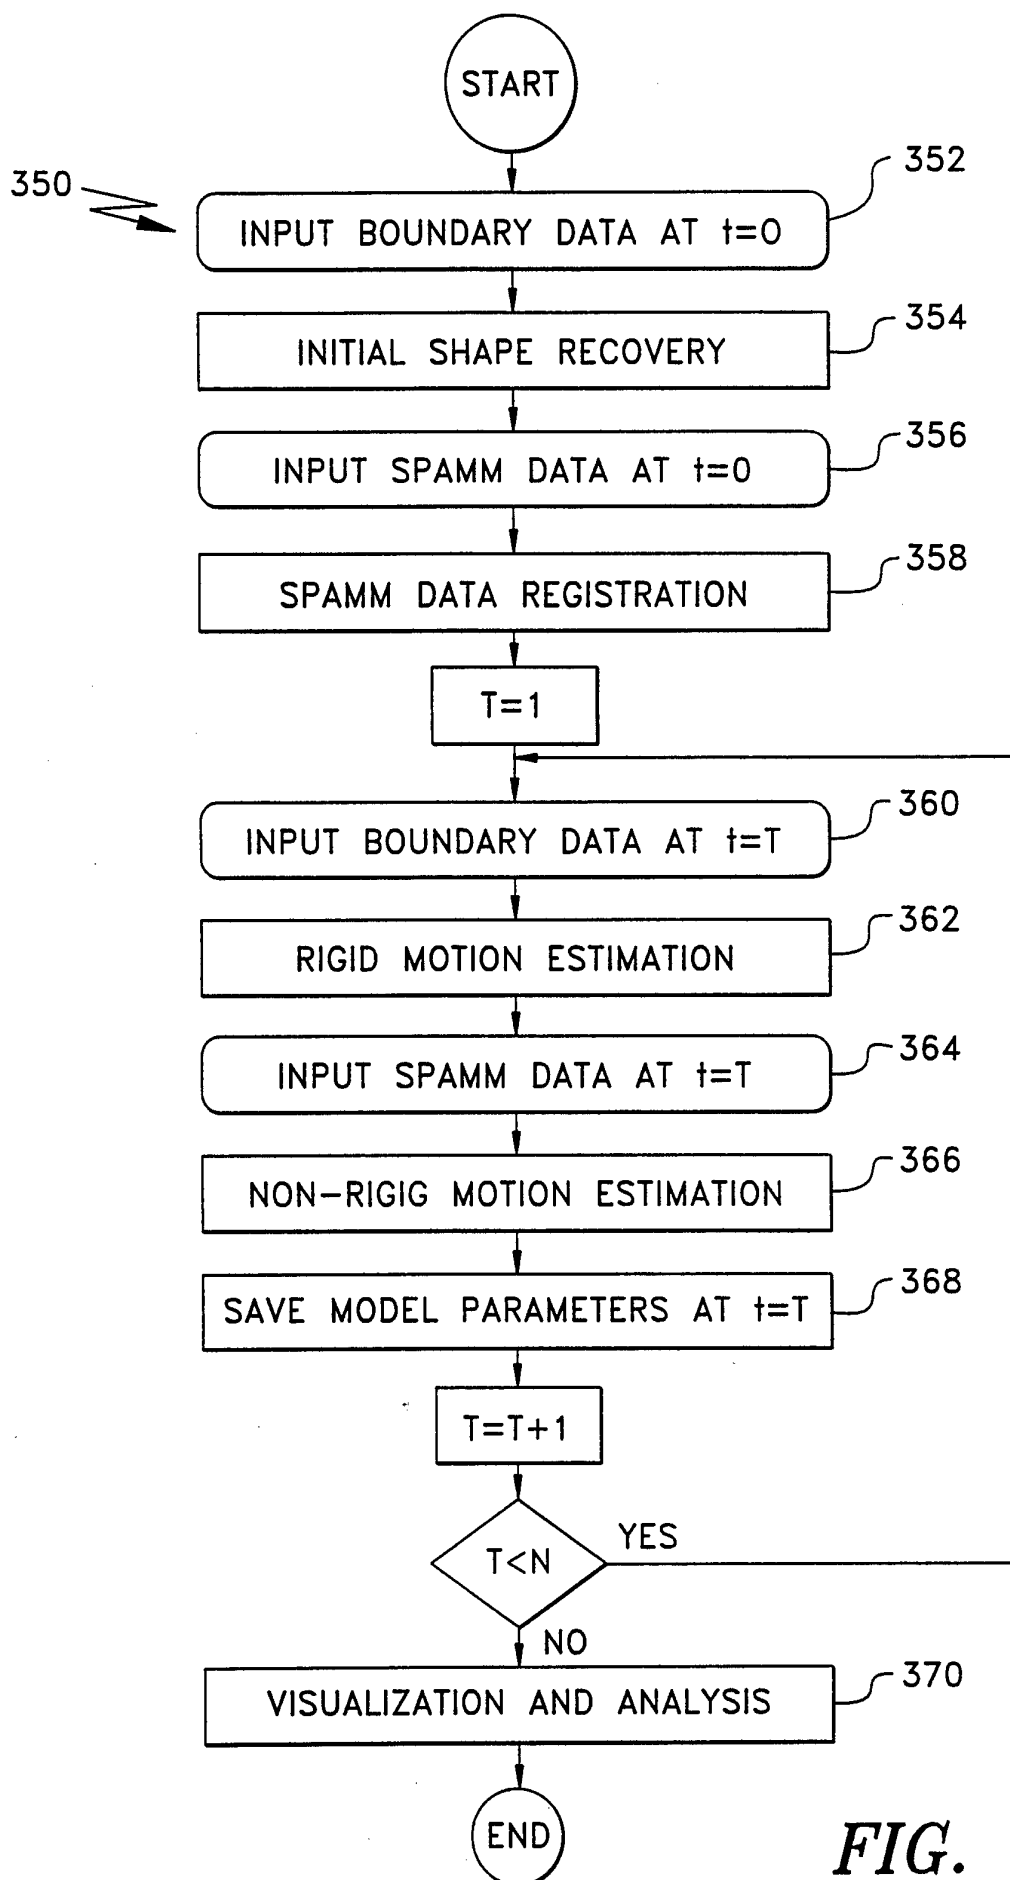 START
350
352
INPUT BOUNDARY DATA AT t=0
354
INITIAL SHAPE RECOVERY
356
INPUT SPAMM DATA AT t=0
358
SPAMM DATA REGISTRATION
T=1
360
INPUT BOUNDARY DATA AT t=T
362
RIGID MOTION ESTIMATION
364
INPUT SPAMM DATA AT t=T
366
NON-RIGIG MOTION ESTIMATION
368
SAVE MODEL PARAMETERS AT t=T
T=T+1
T<N
YES
NO
370
VISUALIZATION AND ANALYSIS
END
FIG.